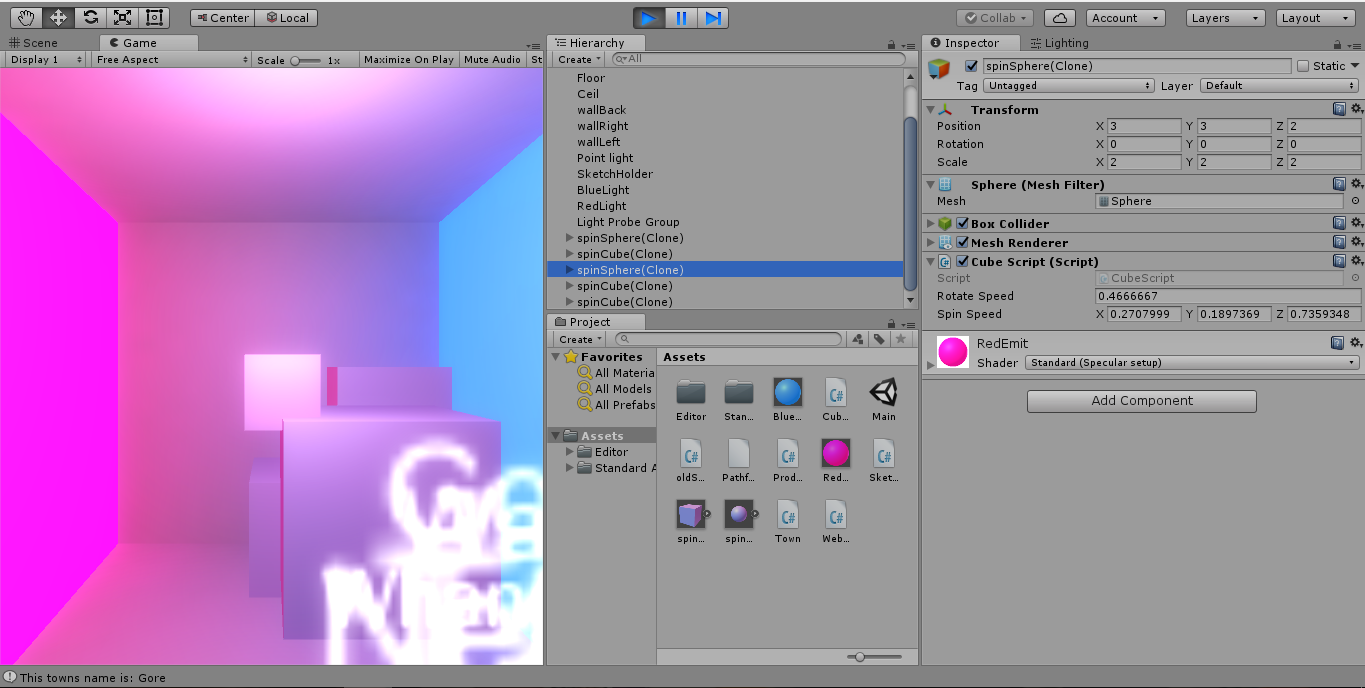 Center Local Collab Account Layers Layout
Scene Game
Display 1 Free Aspect Scale 1x Maximize On Play Mute Audio St
Hierarchy
Create All
Floor
Ceil
wallBack
wallRight
wallLeft
Point light
SketchHolder
BlueLight
RedLight
Light Probe Group
spinSphere(Clone)
spinCube(Clone)
spinSphere(Clone)
spinCube(Clone)
spinCube(Clone)
Project
Create
Favorites
All Materia
All Models
All Prefabs
Assets
Editor
Standard A
Assets
Editor Stan... Blue... Cub... Main
oldS... Pathf... Prod... Red... Sket...
spin... spin... Town Web...
Inspector Lighting
spinSphere(Clone) Static
Tag Untagged Layer Default
Transform
Position X 3 Y 3 Z 2
Rotation X 0 Y 0 Z 0
Scale X 2 Y 2 Z 2
Sphere (Mesh Filter)
Mesh Sphere
Box Collider
Mesh Renderer
C# Cube Script (Script)
Script CubeScript
Rotate Speed 0.4666667
Spin Speed X 0.2707999 Y 0.1897369 Z 0.7359348
RedEmit
Shader Standard (Specular setup)
Add Component
This towns name is: Gore